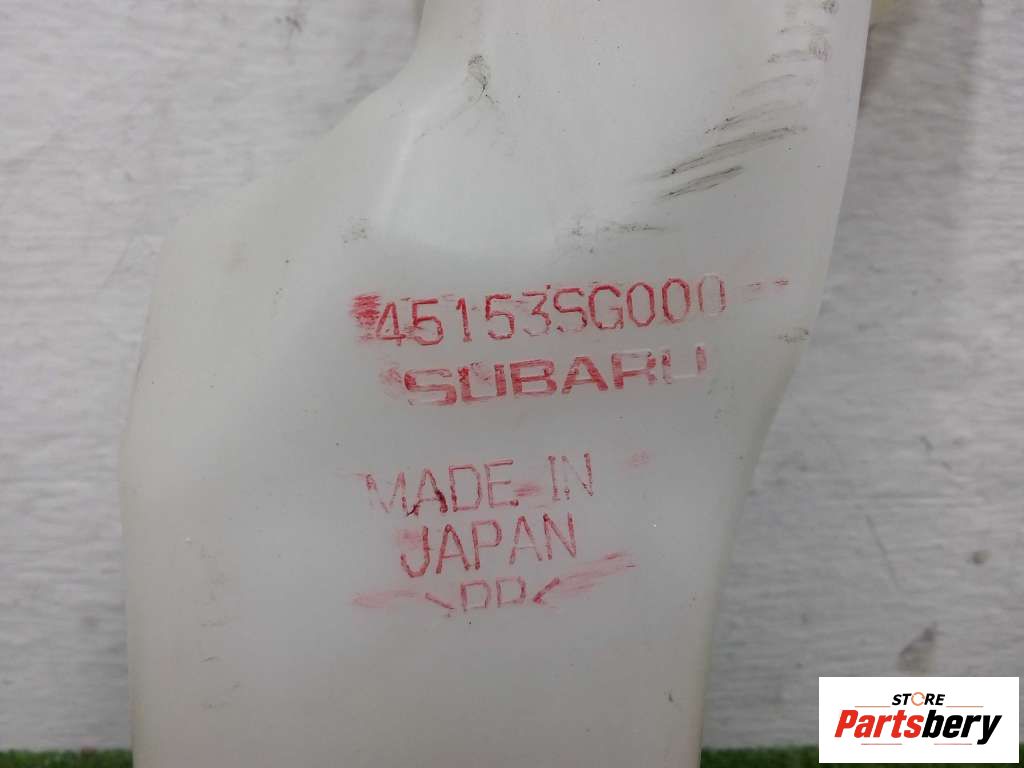 45153SG000
SUBARU
MADE IN
JAPAN
>PP<
STORE
Partsbery